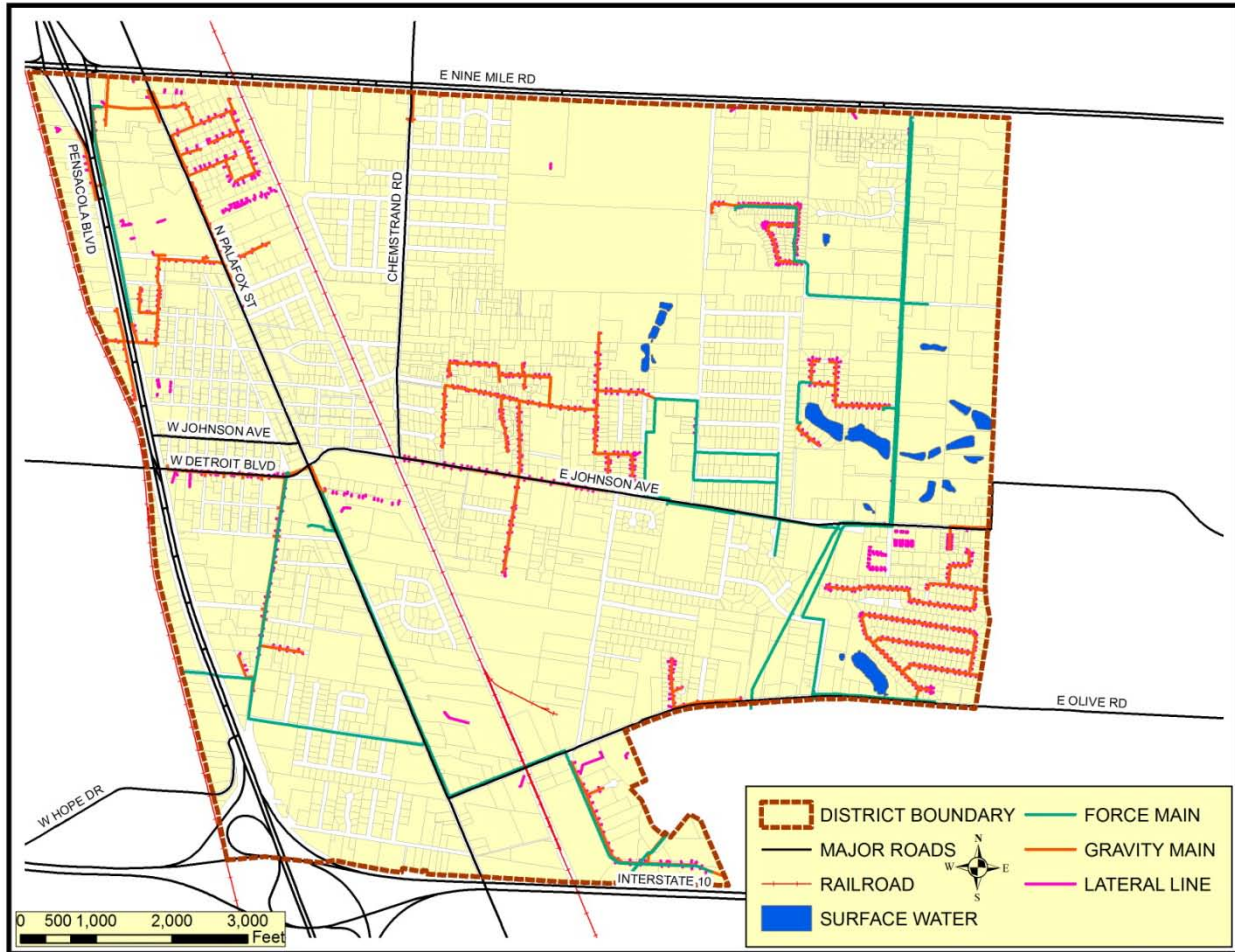 E NINE MILE RD
PENSACOLA BLVD
N PALAFOX ST
CHEMSTRAND RD
W JOHNSON AVE
W DETROIT BLVD
E JOHNSON AVE
E OLIVE RD
W HOPE DR
INTERSTATE 10
DISTRICT BOUNDARY
FORCE MAIN
MAJOR ROADS
GRAVITY MAIN
RAILROAD
LATERAL LINE
SURFACE WATER
N
W E
S
0 500 1,000 2,000 3,000
Feet